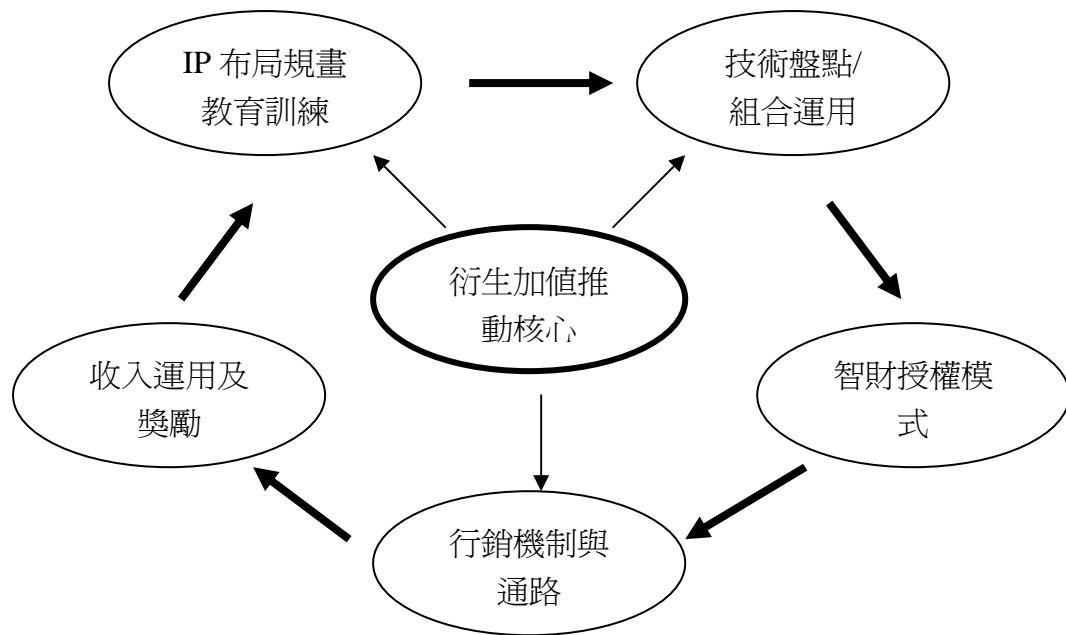 IP 布局規畫
教育訓練
技術盤點/
組合運用
衍生加值推
動核心
收入運用及
獎勵
智財授權模
式
行銷機制與
通路